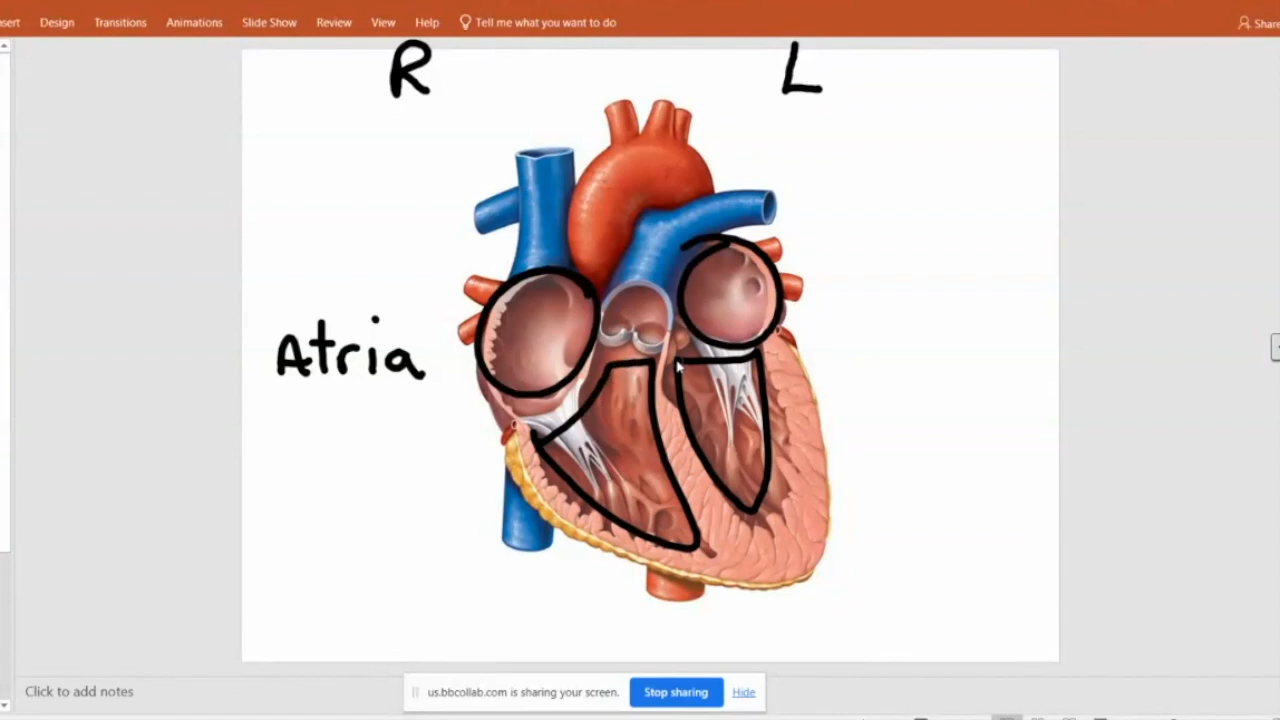 Design Transitions Animations Slide Show Review View Help Tell me what you want to do
R L
Atria
Click to add notes
us.bbcollab.com is sharing your screen. Stop sharing Hide